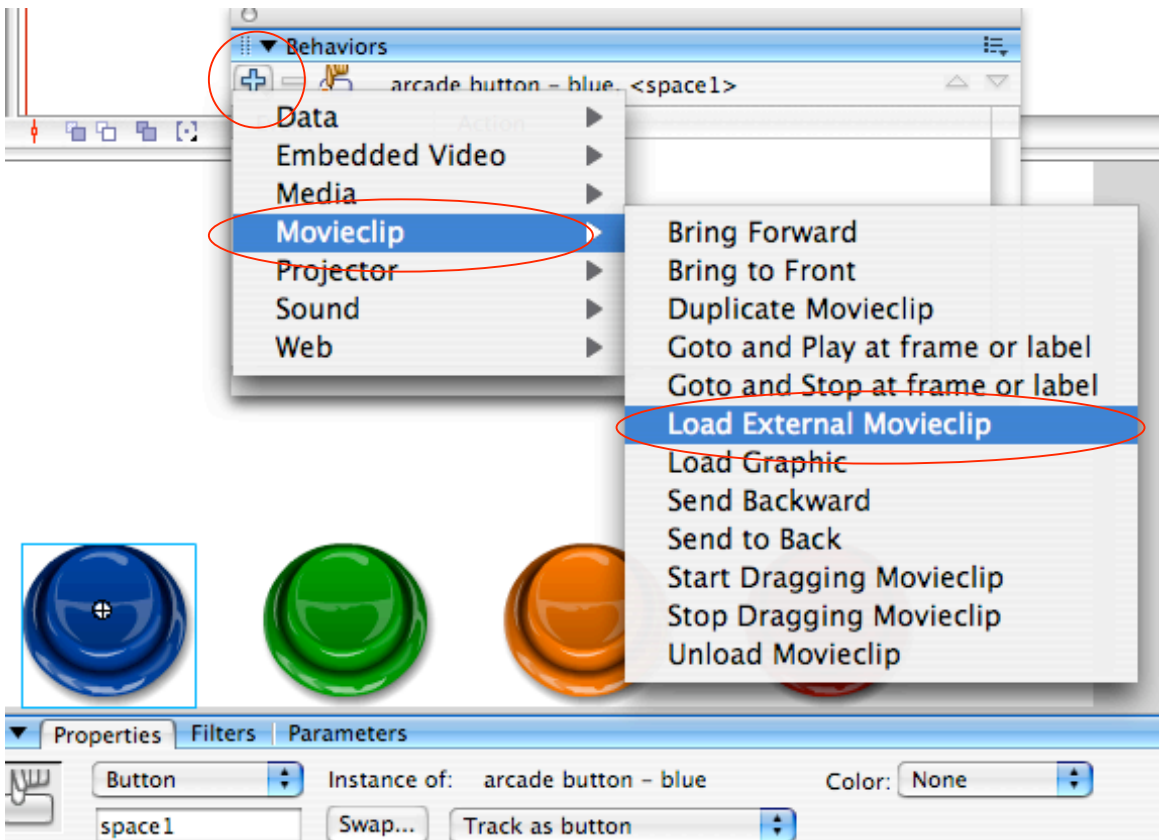 Behaviors
arcade button - blue, <space1>
Data
Action
Embedded Video
Media
Movieclip
Projector
Sound
Web
Bring Forward
Bring to Front
Duplicate Movieclip
Goto and Play at frame or label
Goto and Stop at frame or label
Load External Movieclip
Load Graphic
Send Backward
Send to Back
Start Dragging Movieclip
Stop Dragging Movieclip
Unload Movieclip
Properties Filters Parameters
Button Instance of: arcade button - blue Color: None
space1 Swap... Track as button